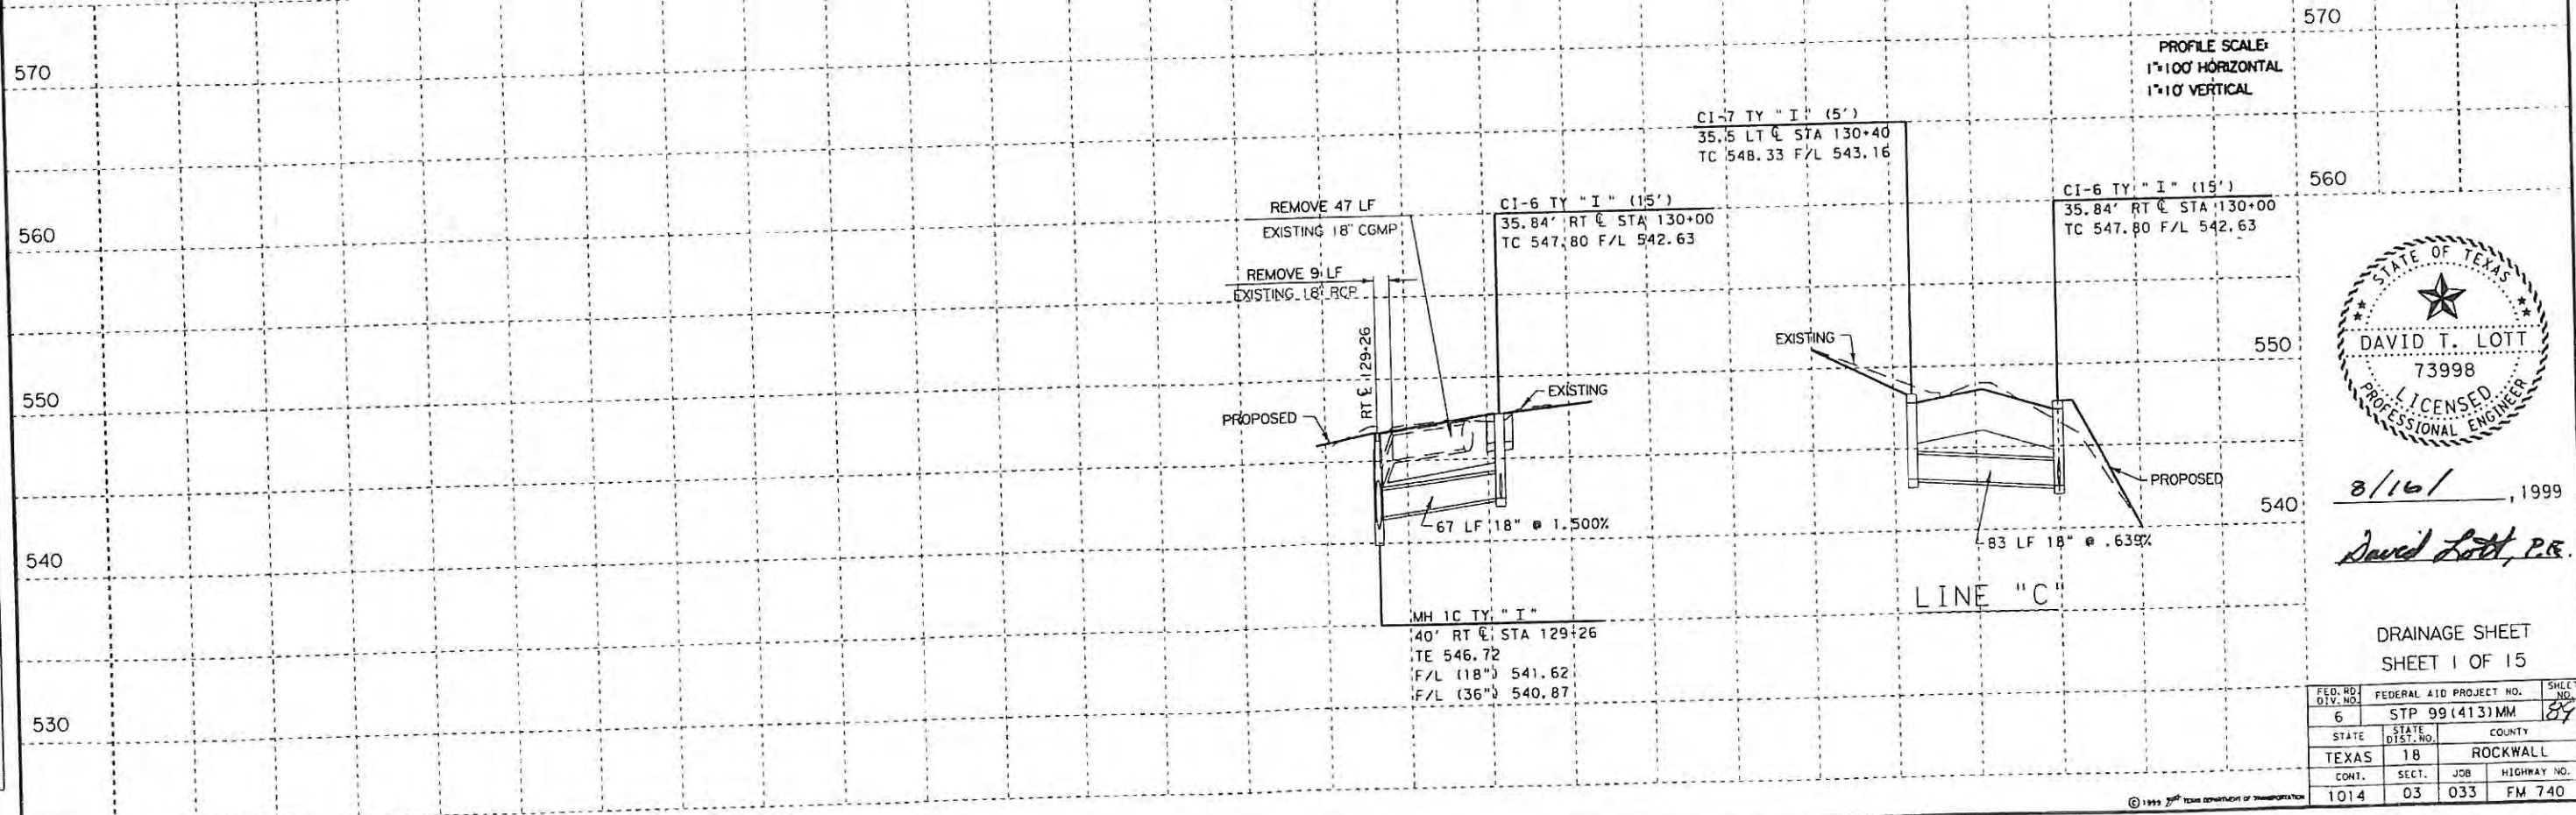 570
560
550
540
530
REMOVE 47 LF
EXISTING 18" CGMP
REMOVE 9 LF
EXISTING 18" RCP
RT ℄ 129+26
PROPOSED
EXISTING
CI-6 TY "I" (15')
35.84' RT ℄ STA 130+00
TC 547.80 F/L 542.63
67 LF 18" @ 1.500%
MH 1C TY "I"
40' RT ℄ STA 129+26
TE 546.72
F/L (18") 541.62
F/L (36") 540.87
CI-7 TY "I" (5')
35.5 LT ℄ STA 130+40
TC 548.33 F/L 543.16
CI-6 TY "I" (15')
35.84' RT ℄ STA 130+00
TC 547.80 F/L 542.63
EXISTING
PROPOSED
83 LF 18" @ .639%
LINE "C"
PROFILE SCALE:
1"=100' HORIZONTAL
1"=10' VERTICAL
570
560
550
540
STATE OF TEXAS
DAVID T. LOTT
73998
LICENSED
PROFESSIONAL ENGINEER
8/16/ , 1999
David Lott, P.E.
DRAINAGE SHEET
SHEET 1 OF 15
FED. RD. DIV. NO. FEDERAL AID PROJECT NO. SHEET NO.
6 STP 99(413)MM 89
STATE STATE DIST. NO. COUNTY
TEXAS 18 ROCKWALL
CONT. SECT. JOB HIGHWAY NO.
1014 03 033 FM 740
© 1999 TEXAS DEPARTMENT OF TRANSPORTATION